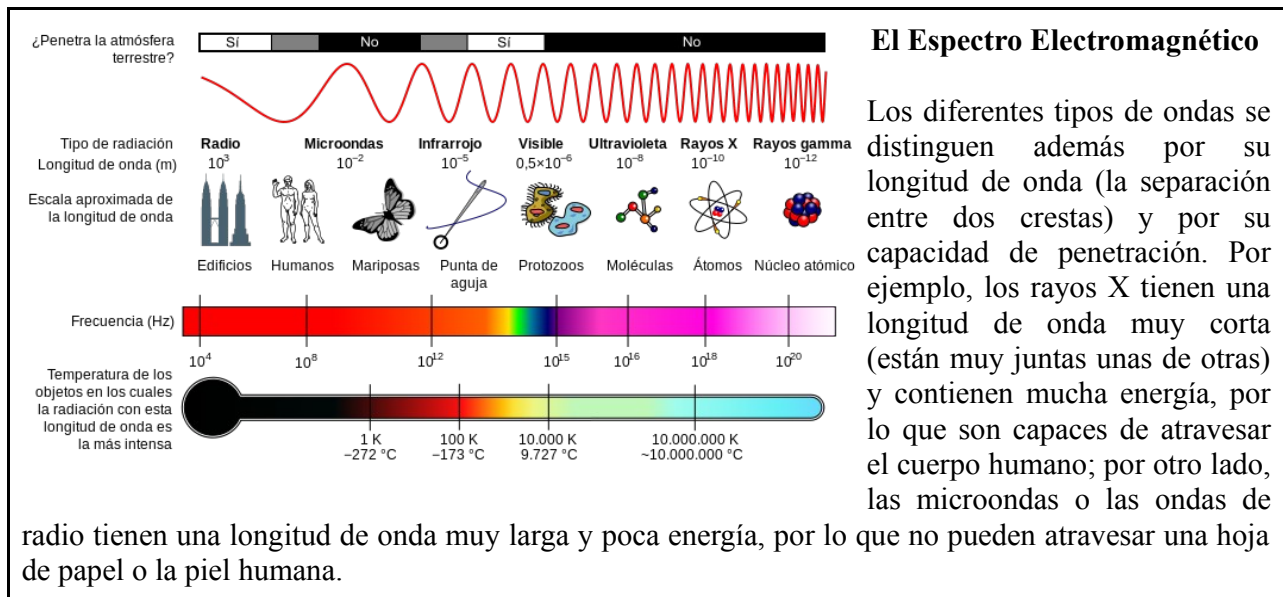 ¿Penetra la atmósfera
terrestre?
Sí No Sí No
Tipo de radiación Radio Microondas Infrarrojo Visible Ultravioleta Rayos X Rayos gamma
Longitud de onda (m) 10³ 10⁻² 10⁻⁵ 0,5×10⁻⁶ 10⁻⁸ 10⁻¹⁰ 10⁻¹²
Escala aproximada de
la longitud de onda
Edificios Humanos Mariposas Punta de Protozoos Moléculas Átomos Núcleo atómico
aguja
Frecuencia (Hz)
10⁴ 10⁸ 10¹² 10¹⁵ 10¹⁶ 10¹⁸ 10²⁰
Temperatura de los
objetos en los cuales
la radiación con esta
longitud de onda es
la más intensa
1 K 100 K 10.000 K 10.000.000 K
−272 °C −173 °C 9.727 °C ~10.000.000 °C
El Espectro Electromagnético
Los diferentes tipos de ondas se
distinguen además por su
longitud de onda (la separación
entre dos crestas) y por su
capacidad de penetración. Por
ejemplo, los rayos X tienen una
longitud de onda muy corta
(están muy juntas unas de otras)
y contienen mucha energía, por
lo que son capaces de atravesar
el cuerpo humano; por otro lado,
las microondas o las ondas de
radio tienen una longitud de onda muy larga y poca energía, por lo que no pueden atravesar una hoja
de papel o la piel humana.